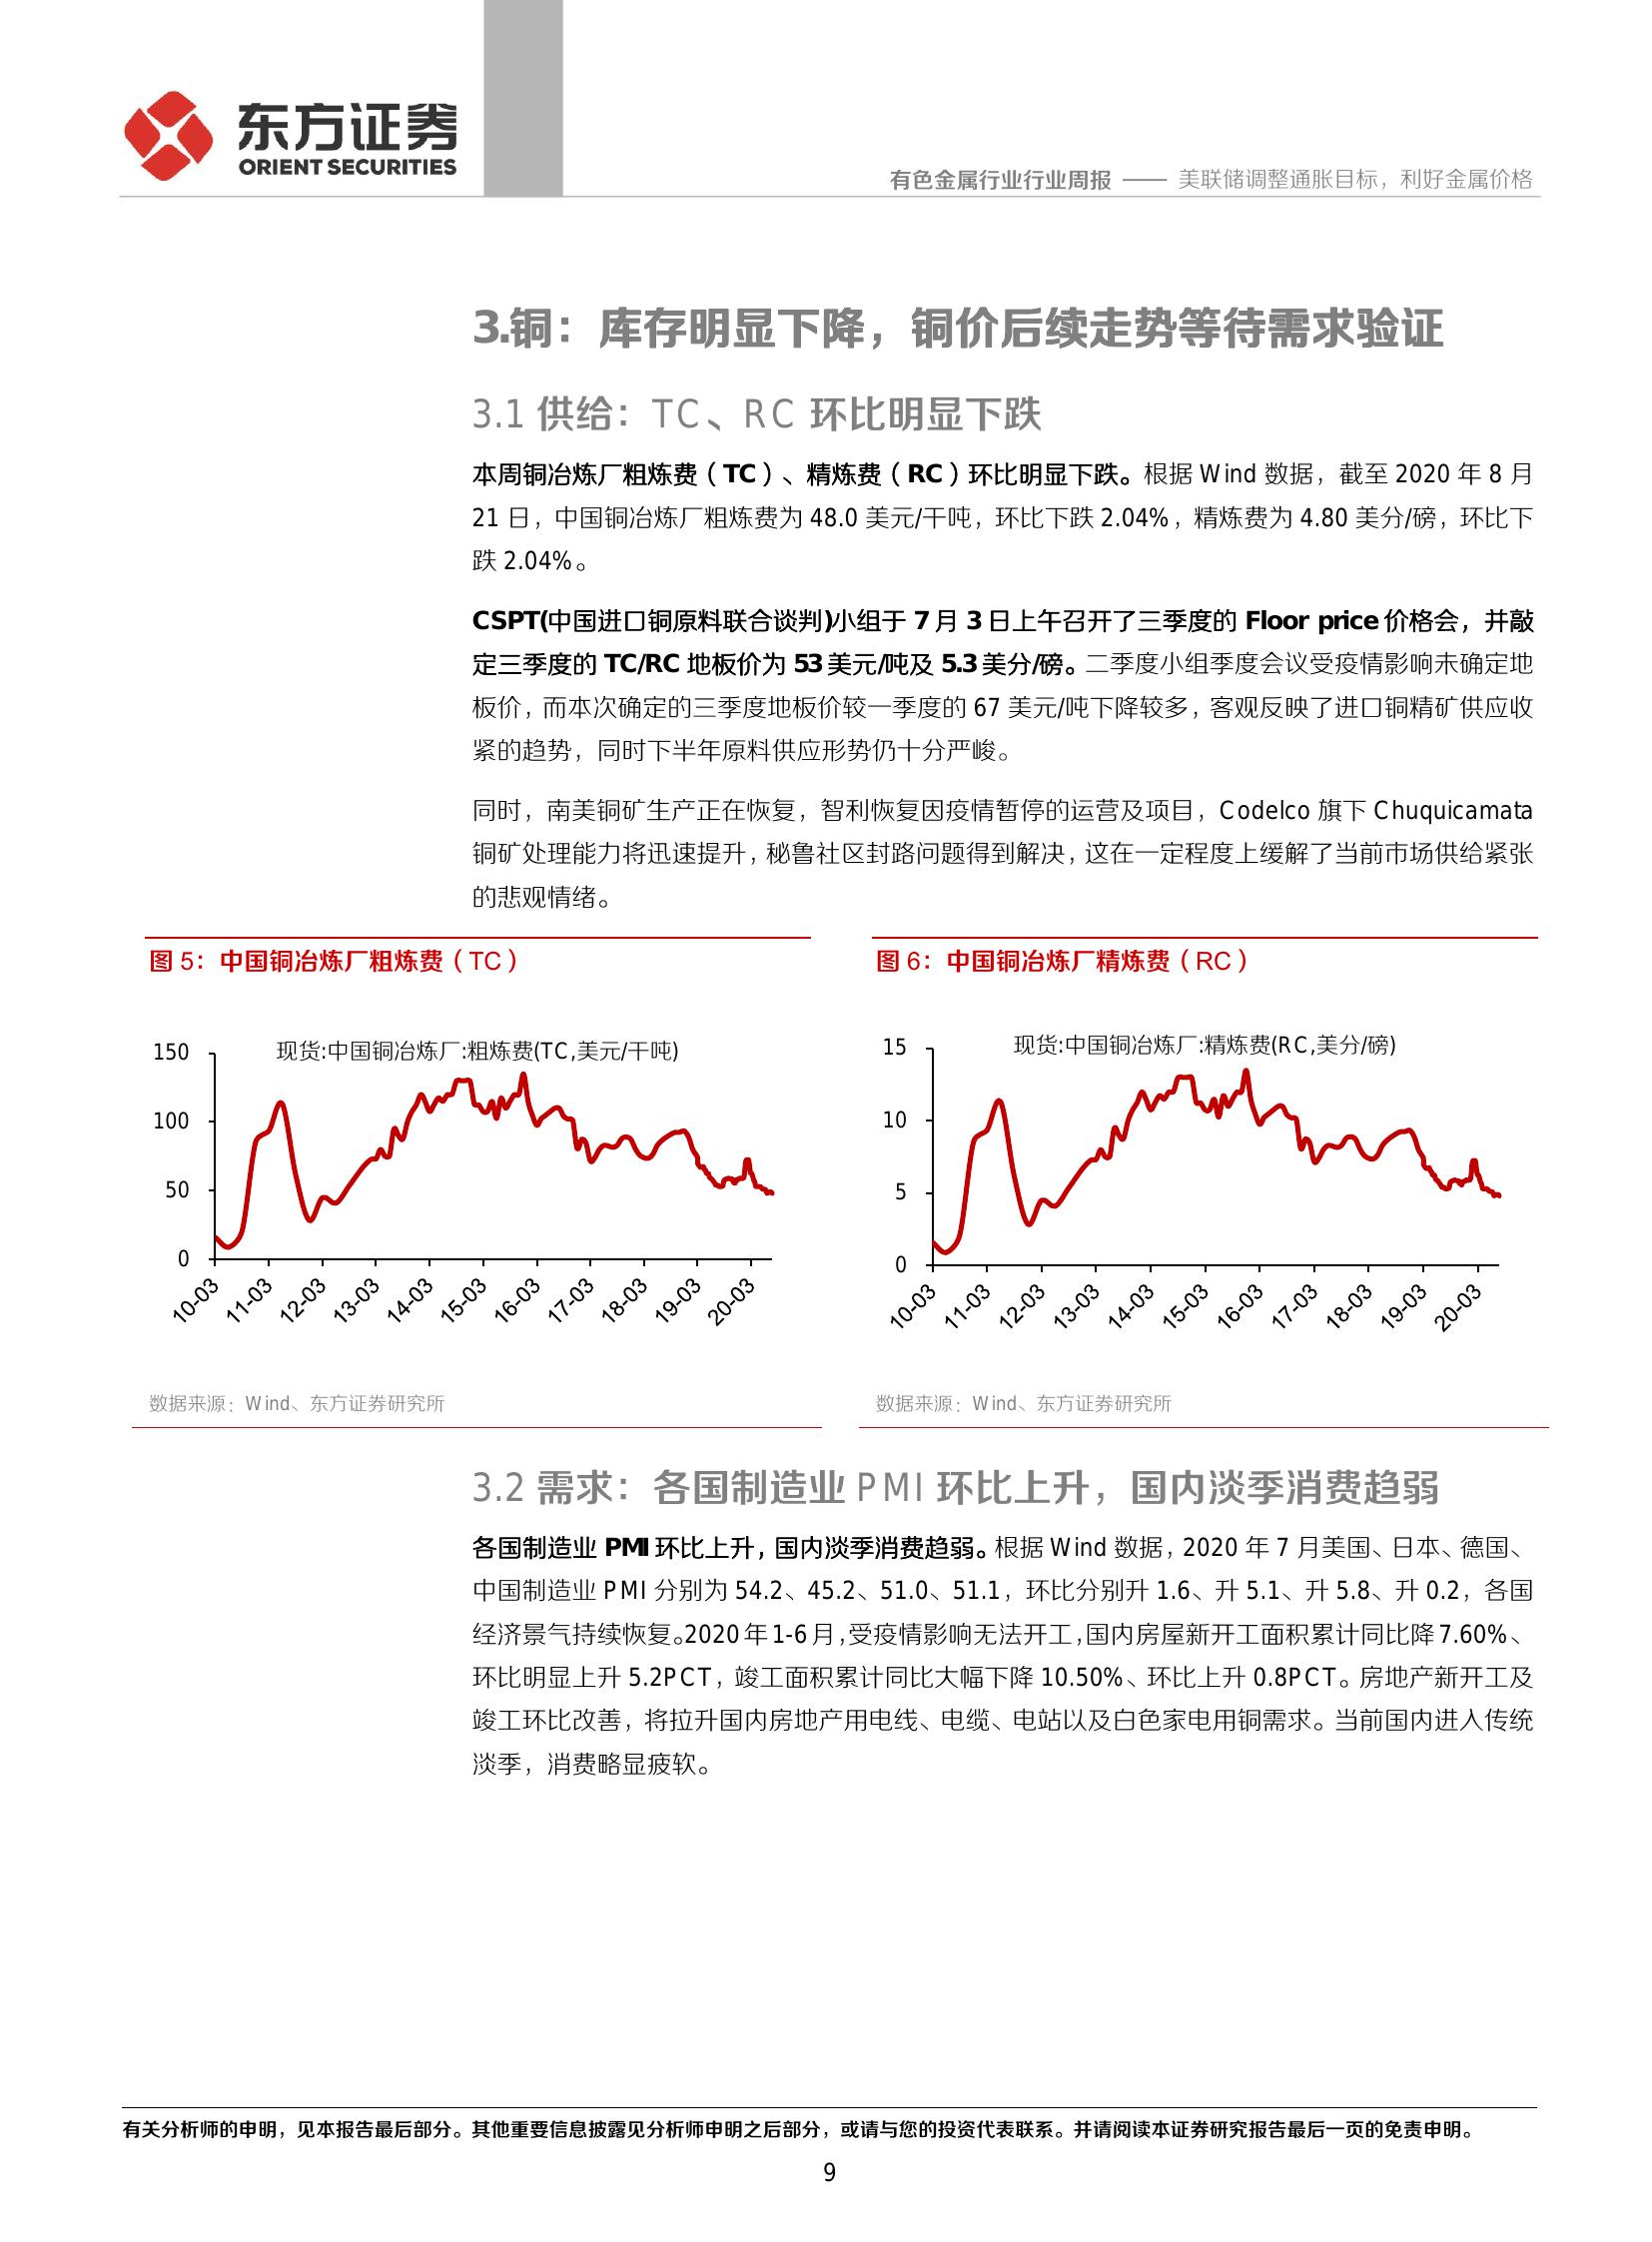 东方证券
ORIENT SECURITIES
有色金属行业行业周报 —— 美联储调整通胀目标，利好金属价格
3.铜：库存明显下降，铜价后续走势等待需求验证
3.1 供给：TC、RC 环比明显下跌
本周铜冶炼厂粗炼费（TC）、精炼费（RC）环比明显下跌。根据 Wind 数据，截至 2020 年 8 月
21 日，中国铜冶炼厂粗炼费为 48.0 美元/干吨，环比下跌 2.04%，精炼费为 4.80 美分/磅，环比下
跌 2.04%。
CSPT(中国进口铜原料联合谈判)小组于 7 月 3 日上午召开了三季度的 Floor price 价格会，并敲
定三季度的 TC/RC 地板价为 53 美元/吨及 5.3 美分/磅。二季度小组季度会议受疫情影响未确定地
板价，而本次确定的三季度地板价较一季度的 67 美元/吨下降较多，客观反映了进口铜精矿供应收
紧的趋势，同时下半年原料供应形势仍十分严峻。
同时，南美铜矿生产正在恢复，智利恢复因疫情暂停的运营及项目，Codelco 旗下 Chuquicamata
铜矿处理能力将迅速提升，秘鲁社区封路问题得到解决，这在一定程度上缓解了当前市场供给紧张
的悲观情绪。
图 5：中国铜冶炼厂粗炼费（TC）
现货:中国铜冶炼厂:粗炼费(TC,美元/干吨)
150
100
50
0
10-03 11-03 12-03 13-03 14-03 15-03 16-03 17-03 18-03 19-03 20-03
数据来源：Wind、东方证券研究所
图 6：中国铜冶炼厂精炼费（RC）
现货:中国铜冶炼厂:精炼费(RC,美分/磅)
15
10
5
0
10-03 11-03 12-03 13-03 14-03 15-03 16-03 17-03 18-03 19-03 20-03
数据来源：Wind、东方证券研究所
3.2 需求：各国制造业 PMI 环比上升，国内淡季消费趋弱
各国制造业 PMI 环比上升，国内淡季消费趋弱。根据 Wind 数据，2020 年 7 月美国、日本、德国、
中国制造业 PMI 分别为 54.2、45.2、51.0、51.1，环比分别升 1.6、升 5.1、升 5.8、升 0.2，各国
经济景气持续恢复。2020 年 1-6 月，受疫情影响无法开工，国内房屋新开工面积累计同比降 7.60%、
环比明显上升 5.2PCT，竣工面积累计同比大幅下降 10.50%、环比上升 0.8PCT。房地产新开工及
竣工环比改善，将拉升国内房地产用电线、电缆、电站以及白色家电用铜需求。当前国内进入传统
淡季，消费略显疲软。
有关分析师的申明，见本报告最后部分。其他重要信息披露见分析师申明之后部分，或请与您的投资代表联系。并请阅读本证券研究报告最后一页的免责申明。
9